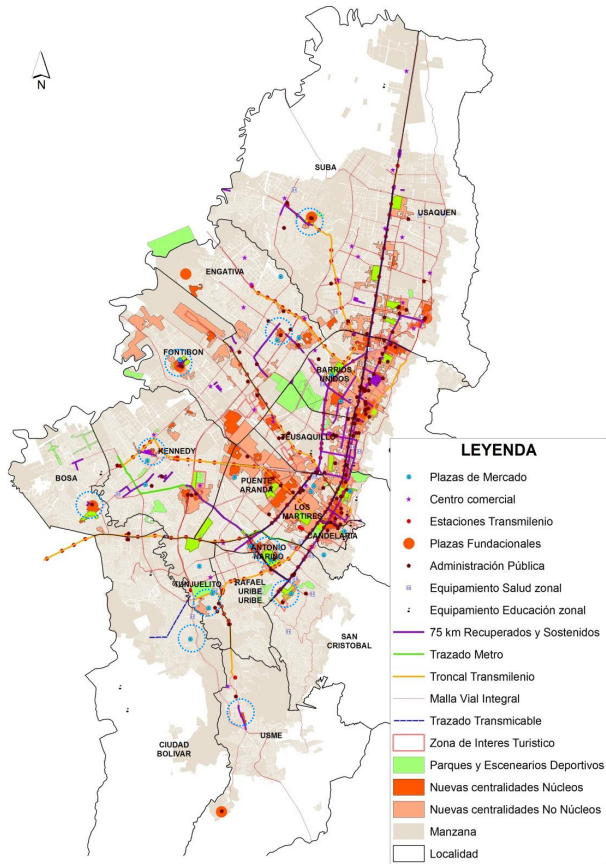 N
SUBA
USAQUEN
ENGATIVA
FONTIBON
BARRIOS
UNIDOS
TEUSAQUILLO
KENNEDY
BOSA
PUENTE
ARANDA
LOS
MARTIRES
CANDELARIA
ANTONIO
NARIÑO
TUNJUELITO
RAFAEL
URIBE
URIBE
SAN
CRISTOBAL
USME
CIUDAD
BOLIVAR
LEYENDA
Plazas de Mercado
Centro comercial
Estaciones Transmilenio
Plazas Fundacionales
Administración Pública
Equipamiento Salud zonal
Equipamiento Educación zonal
75 km Recuperados y Sostenidos
Trazado Metro
Troncal Transmilenio
Malla Vial Integral
Trazado Transmicable
Zona de Interes Turistico
Parques y Escenearios Deportivos
Nuevas centralidades Núcleos
Nuevas centralidades No Núcleos
Manzana
Localidad